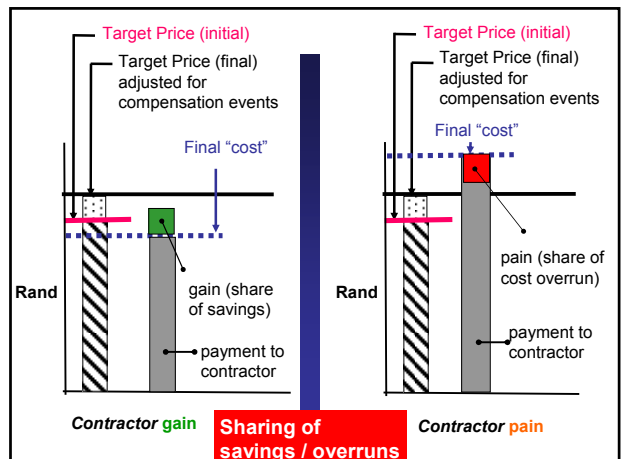 Target Price (initial)
Target Price (final)
adjusted for
compensation events
Final “cost”
Rand
gain (share
of savings)
payment to
contractor
Contractor gain
Target Price (initial)
Target Price (final)
adjusted for
compensation events
Final “cost”
Rand
pain (share of
cost overrun)
payment to
contractor
Contractor pain
Sharing of
savings / overruns